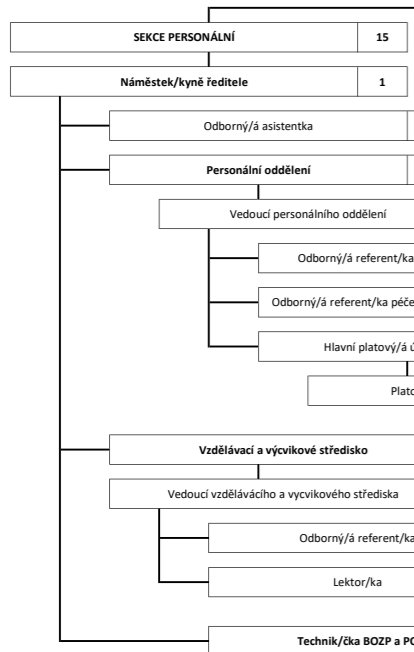 SEKCE PERSONÁLNÍ 15
Náměstek/kyně ředitele 1
Odborný/á asistentka
Personální oddělení
Vedoucí personálního oddělení
Odborný/á referent/ka
Odborný/á referent/ka péče
Hlavní platový/á ú
Plato
Vzdělávací a výcvikové středisko
Vedoucí vzdělávácího a vycvikového střediska
Odborný/á referent/ka
Lektor/ka
Technik/čka BOZP a PO